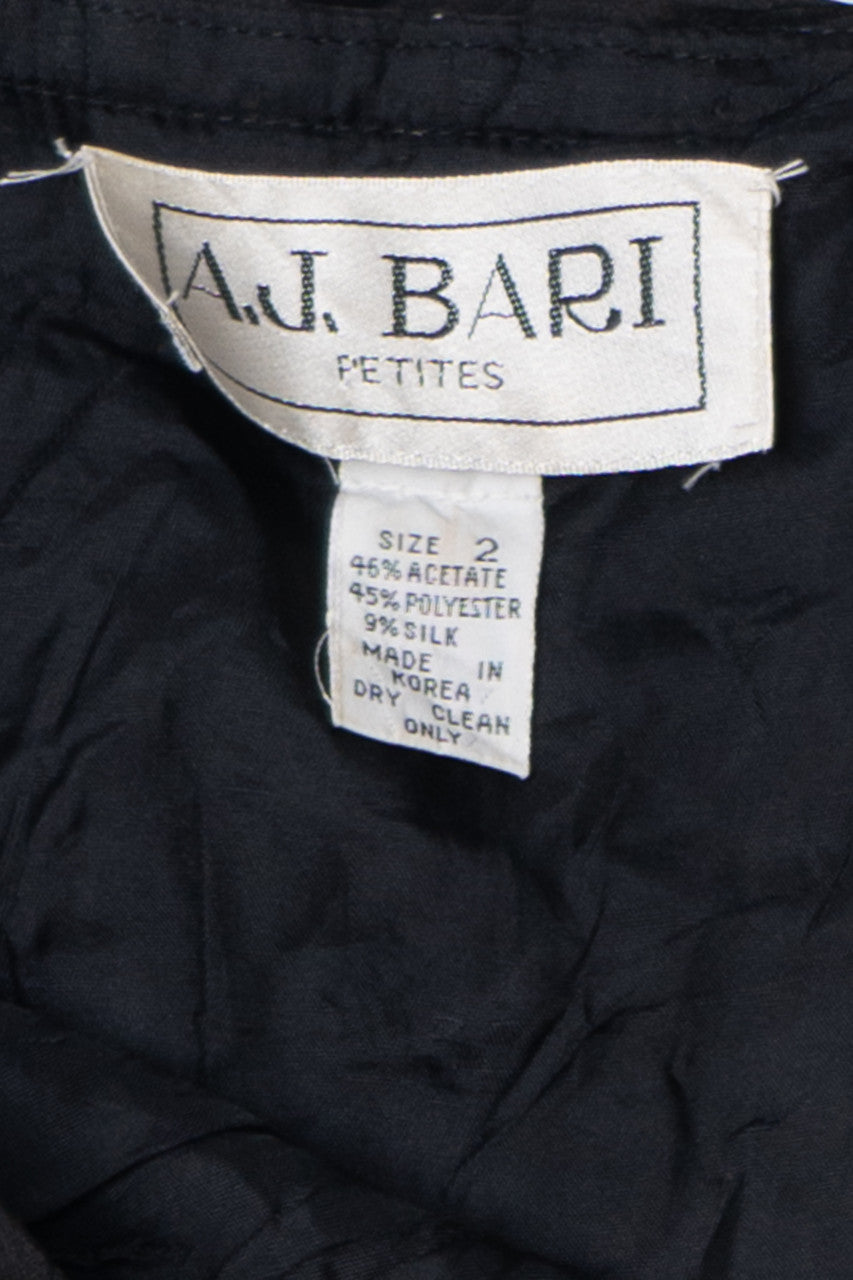 A.J. BARI
PETITES
SIZE 2
46% ACETATE
45% POLYESTER
9% SILK
MADE IN
KOREA
DRY CLEAN
ONLY